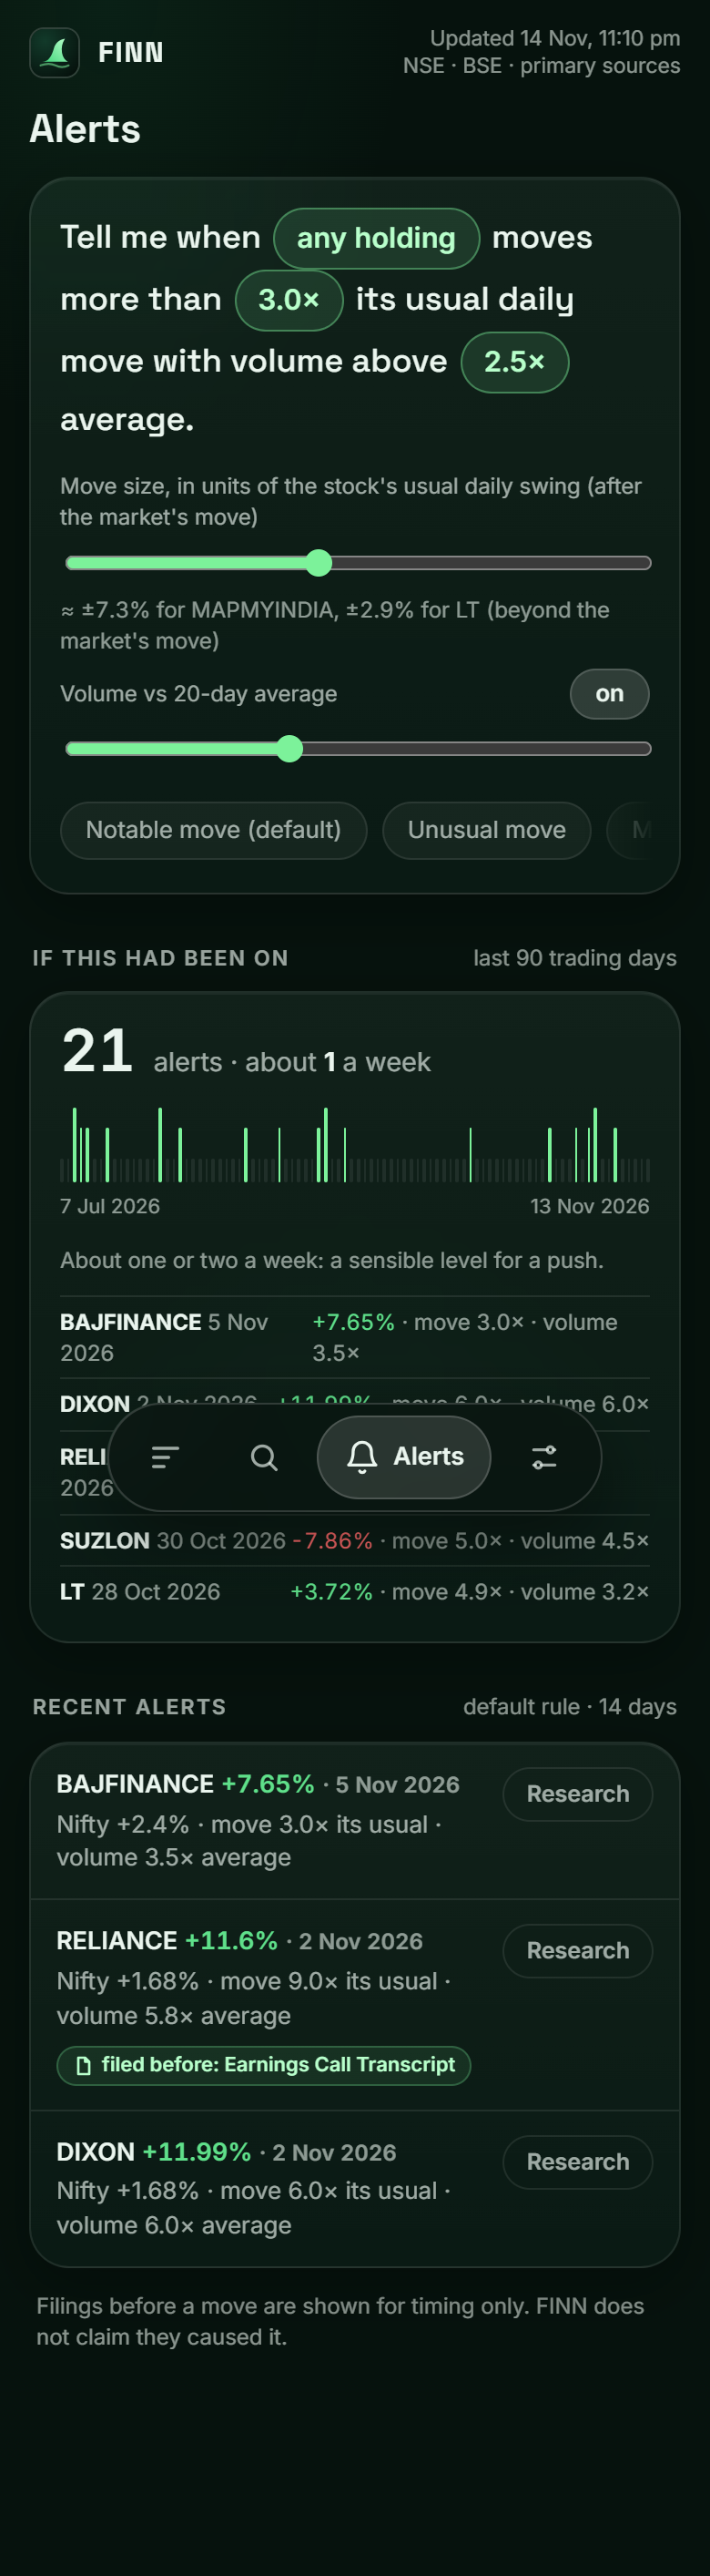 FINN
Updated 14 Nov, 11:10 pm
NSE · BSE · primary sources
Alerts
Tell me when any holding moves
more than 3.0× its usual daily
move with volume above 2.5×
average.
Move size, in units of the stock's usual daily swing (after
the market's move)
≈ ±7.3% for MAPMYINDIA, ±2.9% for LT (beyond the
market's move)
Volume vs 20-day average on
Notable move (default) Unusual move
IF THIS HAD BEEN ON last 90 trading days
21 alerts · about 1 a week
7 Jul 2026 13 Nov 2026
About one or two a week: a sensible level for a push.
BAJFINANCE 5 Nov 2026 +7.65% · move 3.0× · volume 3.5×
DIXON 2 Nov 2026 +11.99% · move 6.0× · volume 6.0×
2026
Alerts
SUZLON 30 Oct 2026 -7.86% · move 5.0× · volume 4.5×
LT 28 Oct 2026 +3.72% · move 4.9× · volume 3.2×
RECENT ALERTS default rule · 14 days
BAJFINANCE +7.65% · 5 Nov 2026 Research
Nifty +2.4% · move 3.0× its usual ·
volume 3.5× average
RELIANCE +11.6% · 2 Nov 2026 Research
Nifty +1.68% · move 9.0× its usual ·
volume 5.8× average
filed before: Earnings Call Transcript
DIXON +11.99% · 2 Nov 2026 Research
Nifty +1.68% · move 6.0× its usual ·
volume 6.0× average
Filings before a move are shown for timing only. FINN does
not claim they caused it.